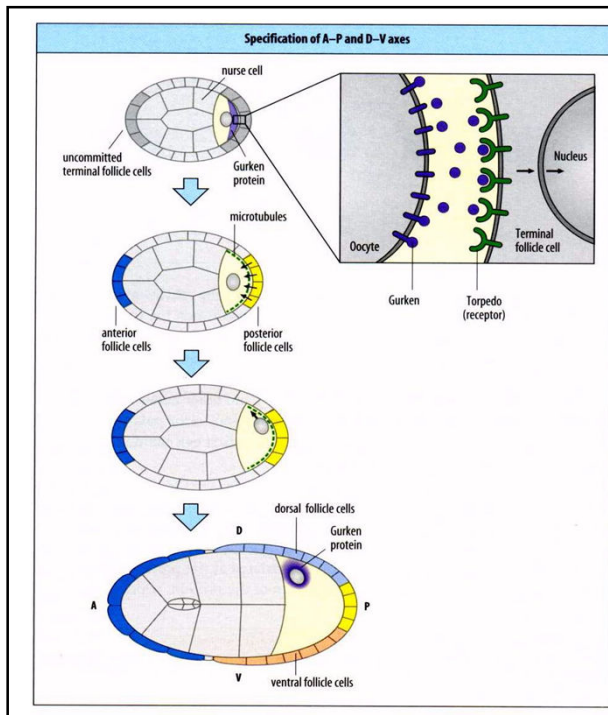 Specification of A–P and D–V axes
nurse cell
uncommitted
terminal follicle cells
Gurken
protein
Oocyte
Nucleus
Terminal
follicle cell
Gurken
Torpedo
(receptor)
microtubules
anterior
follicle cells
posterior
follicle cells
dorsal follicle cells
D
Gurken
protein
A
P
V
ventral follicle cells